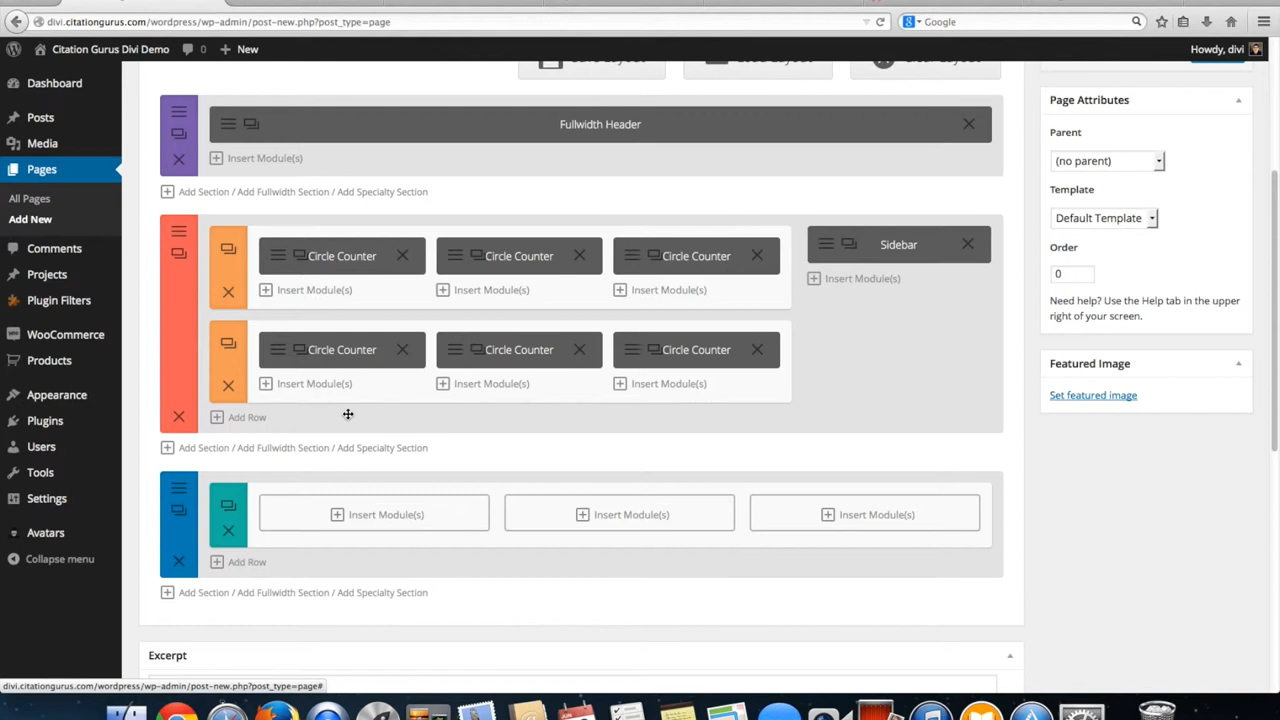 divi.citationgurus.com/wordpress/wp-admin/post-new.php?post_type=page
Google
Citation Gurus Divi Demo
0
New
Howdy, divi
Dashboard
Posts
Media
Pages
All Pages
Add New
Comments
Projects
Plugin Filters
WooCommerce
Products
Appearance
Plugins
Users
Tools
Settings
Avatars
Collapse menu
Fullwidth Header
Insert Module(s)
Add Section / Add Fullwidth Section / Add Specialty Section
Circle Counter Circle Counter Circle Counter Sidebar
Insert Module(s) Insert Module(s) Insert Module(s) Insert Module(s)
Circle Counter Circle Counter Circle Counter
Insert Module(s) Insert Module(s) Insert Module(s)
Add Row
Add Section / Add Fullwidth Section / Add Specialty Section
Insert Module(s) Insert Module(s) Insert Module(s)
Add Row
Add Section / Add Fullwidth Section / Add Specialty Section
Excerpt
Page Attributes
Parent
(no parent)
Template
Default Template
Order
0
Need help? Use the Help tab in the upper
right of your screen.
Featured Image
Set featured image
divi.citationgurus.com/wordpress/wp-admin/post-new.php?post_type=page#